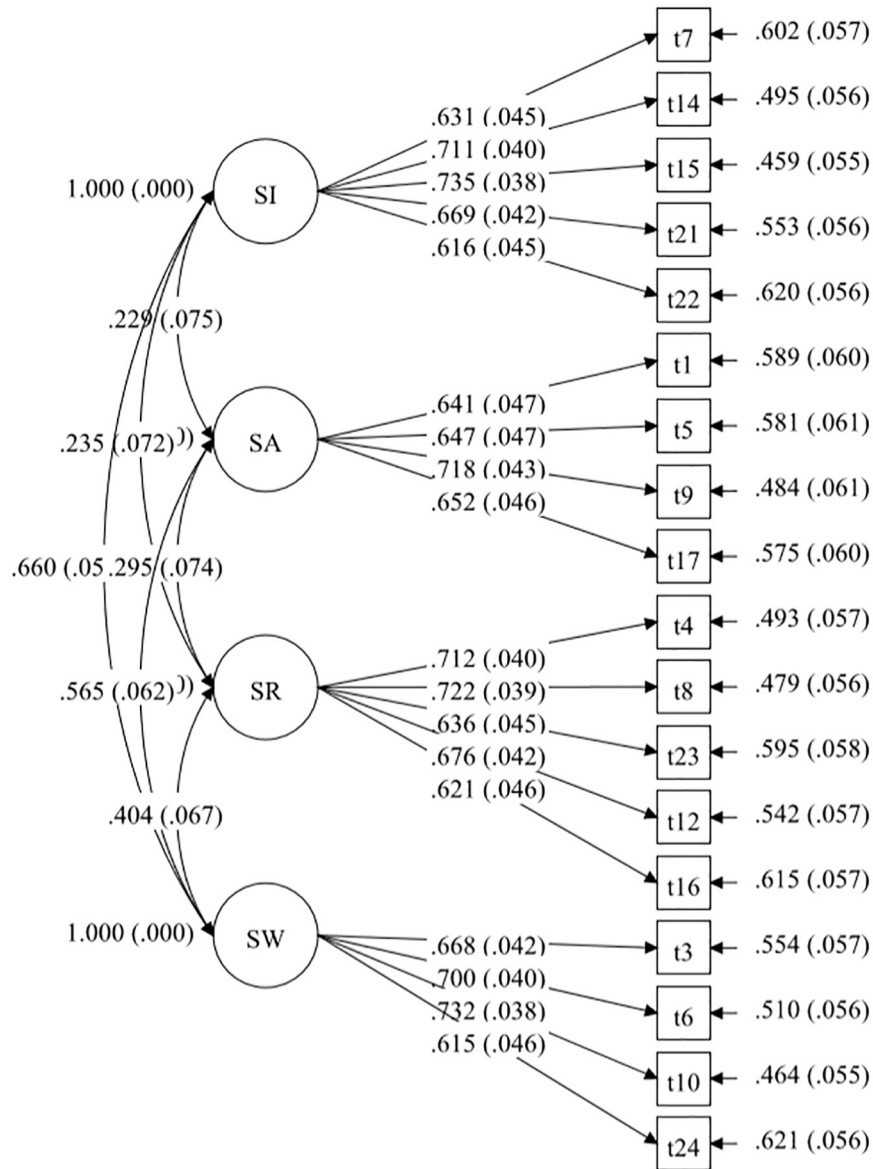 t7
.602 (.057)
t14
.495 (.056)
.631 (.045)
.711 (.040)
t15
.459 (.055)
.735 (.038)
1.000 (.000)
SI
.669 (.042)
t21
.553 (.056)
.616 (.045)
t22
.620 (.056)
.229 (.075)
t1
.589 (.060)
.641 (.047)
t5
.581 (.061)
.647 (.047)
.235 (.072)
SA
.718 (.043)
t9
.484 (.061)
.652 (.046)
t17
.575 (.060)
.660 (.05
.295 (.074)
t4
.493 (.057)
.712 (.040)
.565 (.062)
SR
.722 (.039)
t8
.479 (.056)
.636 (.045)
t23
.595 (.058)
.676 (.042)
.621 (.046)
t12
.542 (.057)
.404 (.067)
t16
.615 (.057)
1.000 (.000)
SW
.668 (.042)
t3
.554 (.057)
.700 (.040)
t6
.510 (.056)
.732 (.038)
.615 (.046)
t10
.464 (.055)
t24
.621 (.056)